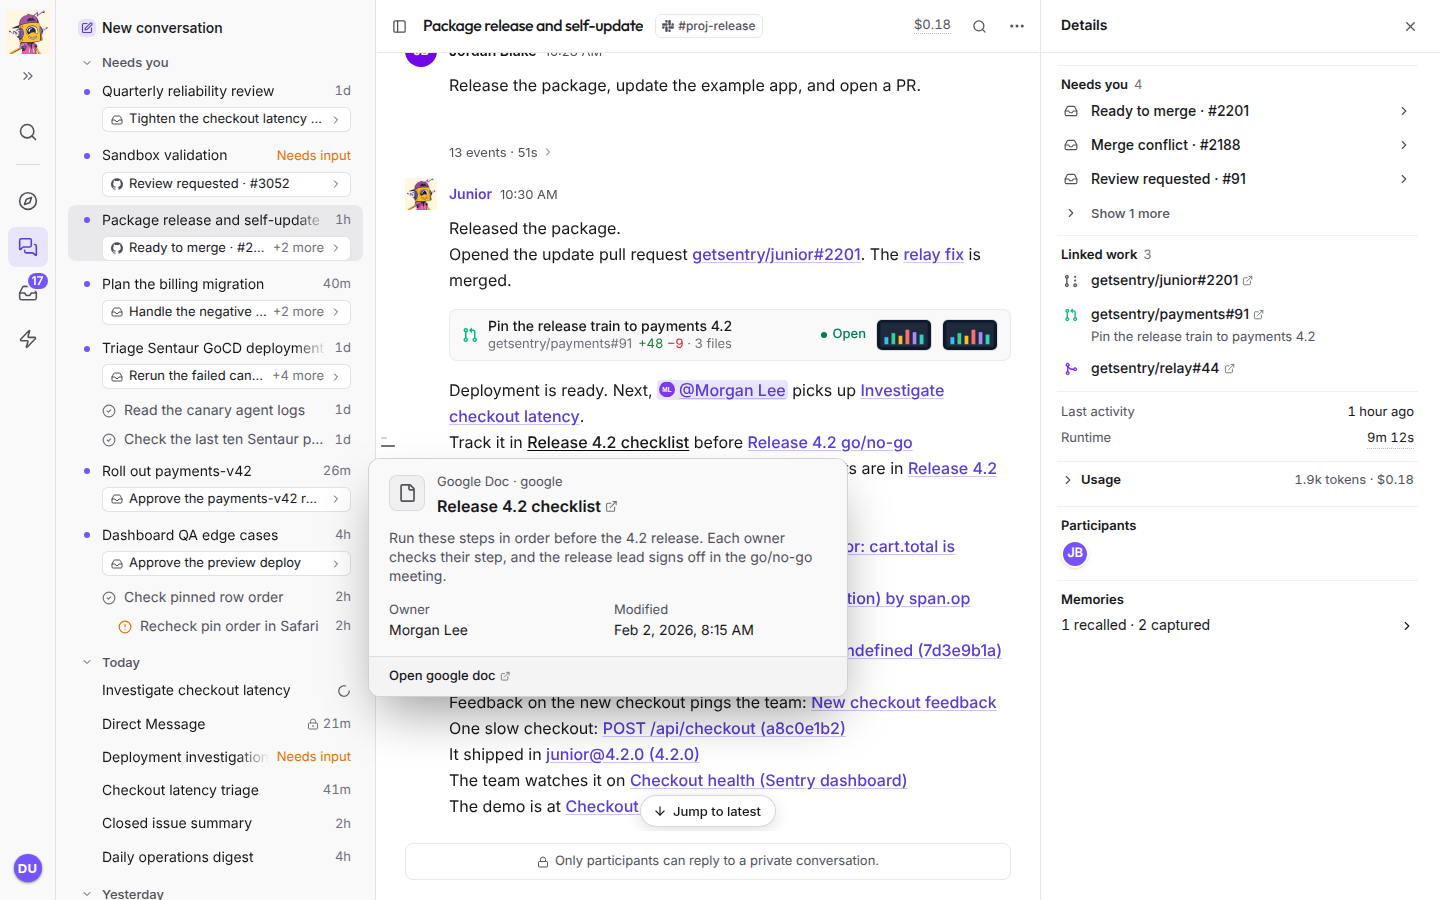 New conversation
Needs you
Quarterly reliability review 1d
Tighten the checkout latency ...
Sandbox validation Needs input
Review requested · #3052
Package release and self-update 1h
Ready to merge · #2... +2 more
Plan the billing migration 40m
Handle the negative ... +2 more
Triage Sentaur GoCD deployment 1d
Rerun the failed can... +4 more
Read the canary agent logs 1d
Check the last ten Sentaur p... 1d
Roll out payments-v42 26m
Approve the payments-v42 r...
Dashboard QA edge cases 4h
Approve the preview deploy
Check pinned row order 2h
Recheck pin order in Safari 2h
Today
Investigate checkout latency
Direct Message 21m
Deployment investigation Needs input
Checkout latency triage 41m
Closed issue summary 2h
Daily operations digest 4h
Yesterday
17
DU
Package release and self-update #proj-release $0.18
JB Jordan Blake 10:28 AM
Release the package, update the example app, and open a PR.
13 events · 51s
Junior 10:30 AM
Released the package.
Opened the update pull request getsentry/junior#2201. The relay fix is
merged.
Pin the release train to payments 4.2
getsentry/payments#91 +48 −9 · 3 files
Open
Deployment is ready. Next, ML @Morgan Lee picks up Investigate
checkout latency.
Track it in Release 4.2 checklist before Release 4.2 go/no-go
s are in Release 4.2
Google Doc · google
Release 4.2 checklist
Run these steps in order before the 4.2 release. Each owner
checks their step, and the release lead signs off in the go/no-go
meeting.
Owner Modified
Morgan Lee Feb 2, 2026, 8:15 AM
Open google doc
or: cart.total is
tion) by span.op
ndefined (7d3e9b1a)
Feedback on the new checkout pings the team: New checkout feedback
One slow checkout: POST /api/checkout (a8c0e1b2)
It shipped in junior@4.2.0 (4.2.0)
The team watches it on Checkout health (Sentry dashboard)
The demo is at Checkout
Jump to latest
Only participants can reply to a private conversation.
Details
Needs you 4
Ready to merge · #2201
Merge conflict · #2188
Review requested · #91
Show 1 more
Linked work 3
getsentry/junior#2201
getsentry/payments#91
Pin the release train to payments 4.2
getsentry/relay#44
Last activity 1 hour ago
Runtime 9m 12s
Usage 1.9k tokens · $0.18
Participants
JB
Memories
1 recalled · 2 captured